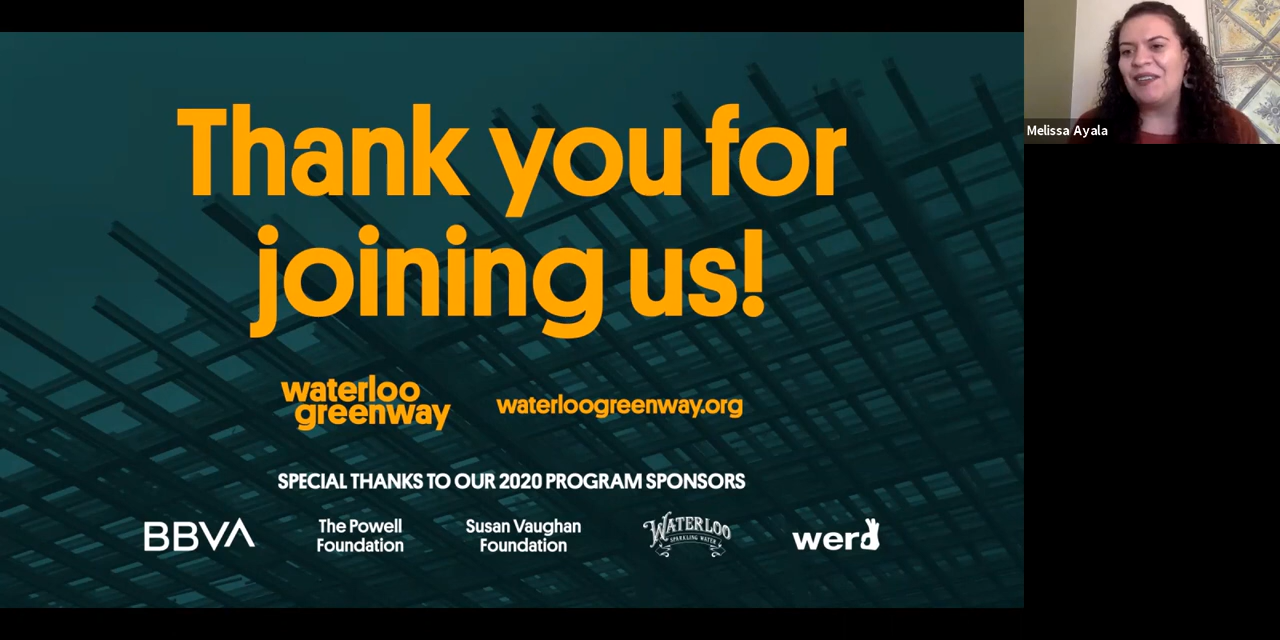 Thank you for
joining us!
waterloo
greenway
waterloogreenway.org
SPECIAL THANKS TO OUR 2020 PROGRAM SPONSORS
BBVA
The Powell
Foundation
Susan Vaughan
Foundation
WATERLOO
SPARKLING WATER
werd
Melissa Ayala